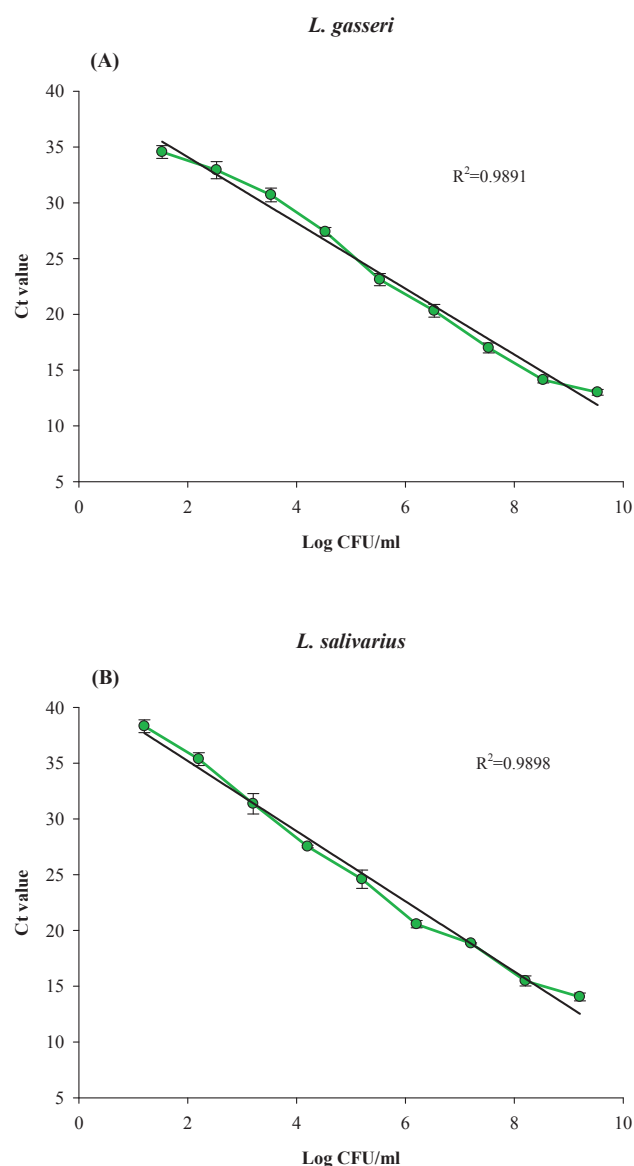 L. gasseri
(A)
40
35
30
25
20
15
10
5
Ct value
R²=0.9891
0 2 4 6 8 10
Log CFU/ml
L. salivarius
(B)
40
35
30
25
20
15
10
5
Ct value
R²=0.9898
0 2 4 6 8 10
Log CFU/ml